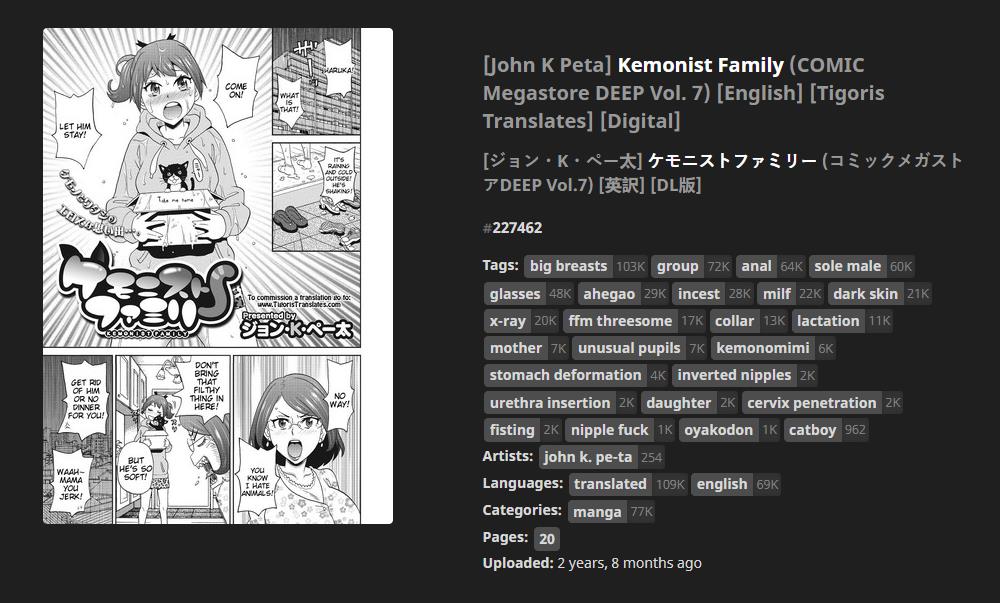 LET HIM STAY!
COME ON!
Take me home
シモとワタシの
ケモニスト
ファミリー
KEMONIST FAMILY
To commission a translation go to:
www.TigorisTranslates.com
Presented by
ジョン・K・ペー太
WHAT IS THAT?
HARUKA!
IT'S RAINING AND COLD OUTSIDE! HE'S SHAKING!
GET RID OF HIM OR NO DINNER FOR YOU!
WAAH~ MAMA YOU JERK!
DON'T BRING THAT FILTHY THING IN HERE!
BUT HE'S SO SOFT!
NO WAY!
YOU KNOW I HATE ANIMALS!
[John K Peta] Kemonist Family (COMIC
Megastore DEEP Vol. 7) [English] [Tigoris
Translates] [Digital]
[ジョン・K・ペー太] ケモニストファミリー (コミックメガスト
アDEEP Vol.7) [英訳] [DL版]
#227462
Tags: big breasts 103K group 72K anal 64K sole male 60K
glasses 48K ahegao 29K incest 28K milf 22K dark skin 21K
x-ray 20K ffm threesome 17K collar 13K lactation 11K
mother 7K unusual pupils 7K kemonomimi 6K
stomach deformation 4K inverted nipples 2K
urethra insertion 2K daughter 2K cervix penetration 2K
fisting 2K nipple fuck 1K oyakodon 1K catboy 962
Artists: john k. pe-ta 254
Languages: translated 109K english 69K
Categories: manga 77K
Pages: 20
Uploaded: 2 years, 8 months ago